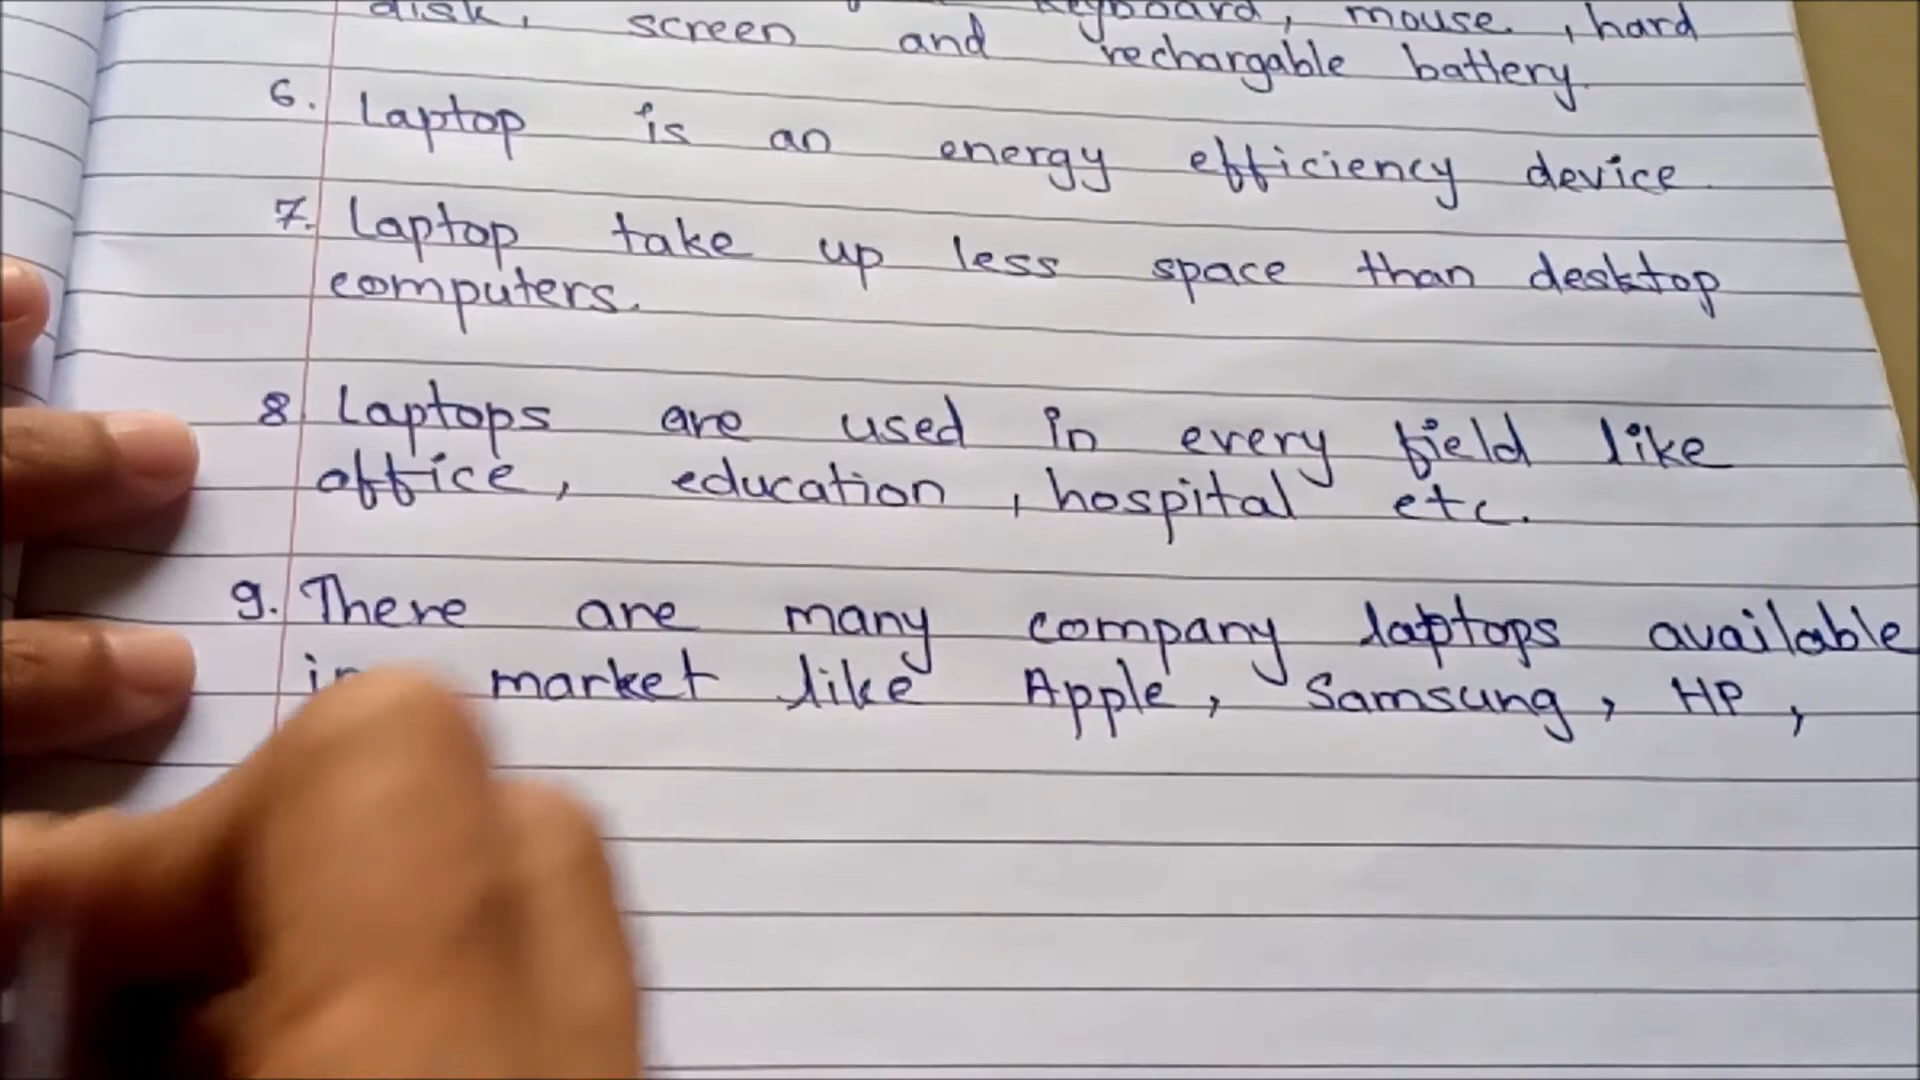 disk, keyboard, mouse, hard
screen and rechargable battery.
6. Laptop is an energy efficiency device.
7. Laptop take up less space than desktop
computers.
8 Laptops are used in every field like
office, education, hospital etc.
9. There are many company laptops available
in market like Apple, Samsung, HP,